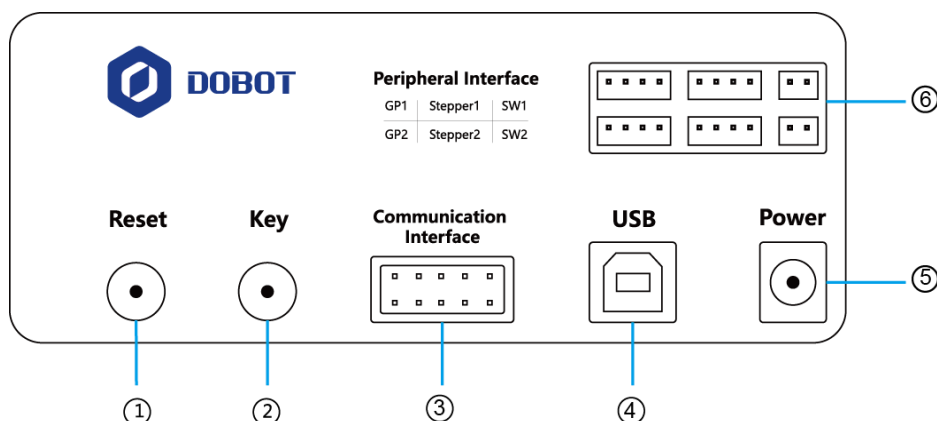 DOBOT
Peripheral Interface
GP1 Stepper1 SW1
GP2 Stepper2 SW2
⑥
Reset
Key
Communication
Interface
USB
Power
⑤
①
②
③
④